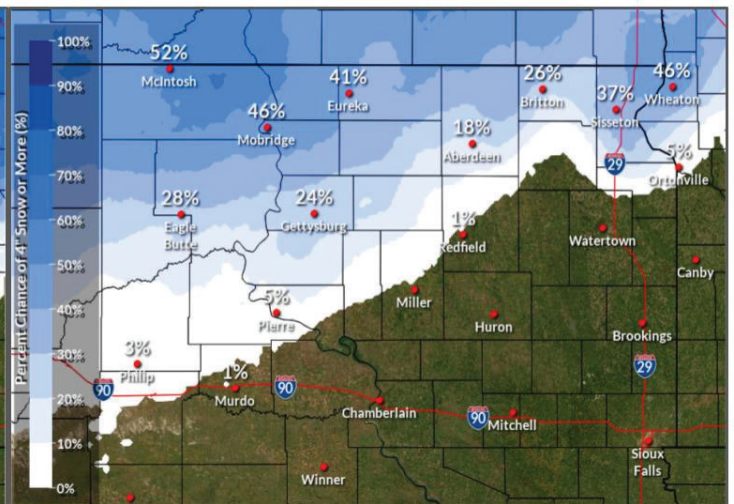 Percent Chance of 4" Snow or More (%)
100%
90%
80%
70%
60%
50%
40%
30%
20%
10%
0%
52%
McIntosh
41%
Eureka
26%
Britton
37%
Sisseton
46%
Wheaton
46%
Mobridge
18%
Aberdeen
5%
Ortonville
29
28%
Eagle
Butte
24%
Gettysburg
1%
Redfield
Watertown
Canby
5%
Pierre
Miller
Huron
Brookings
3%
Philip
1%
Murdo
90
90
29
Chamberlain
90
Mitchell
Winner
Sioux
Falls